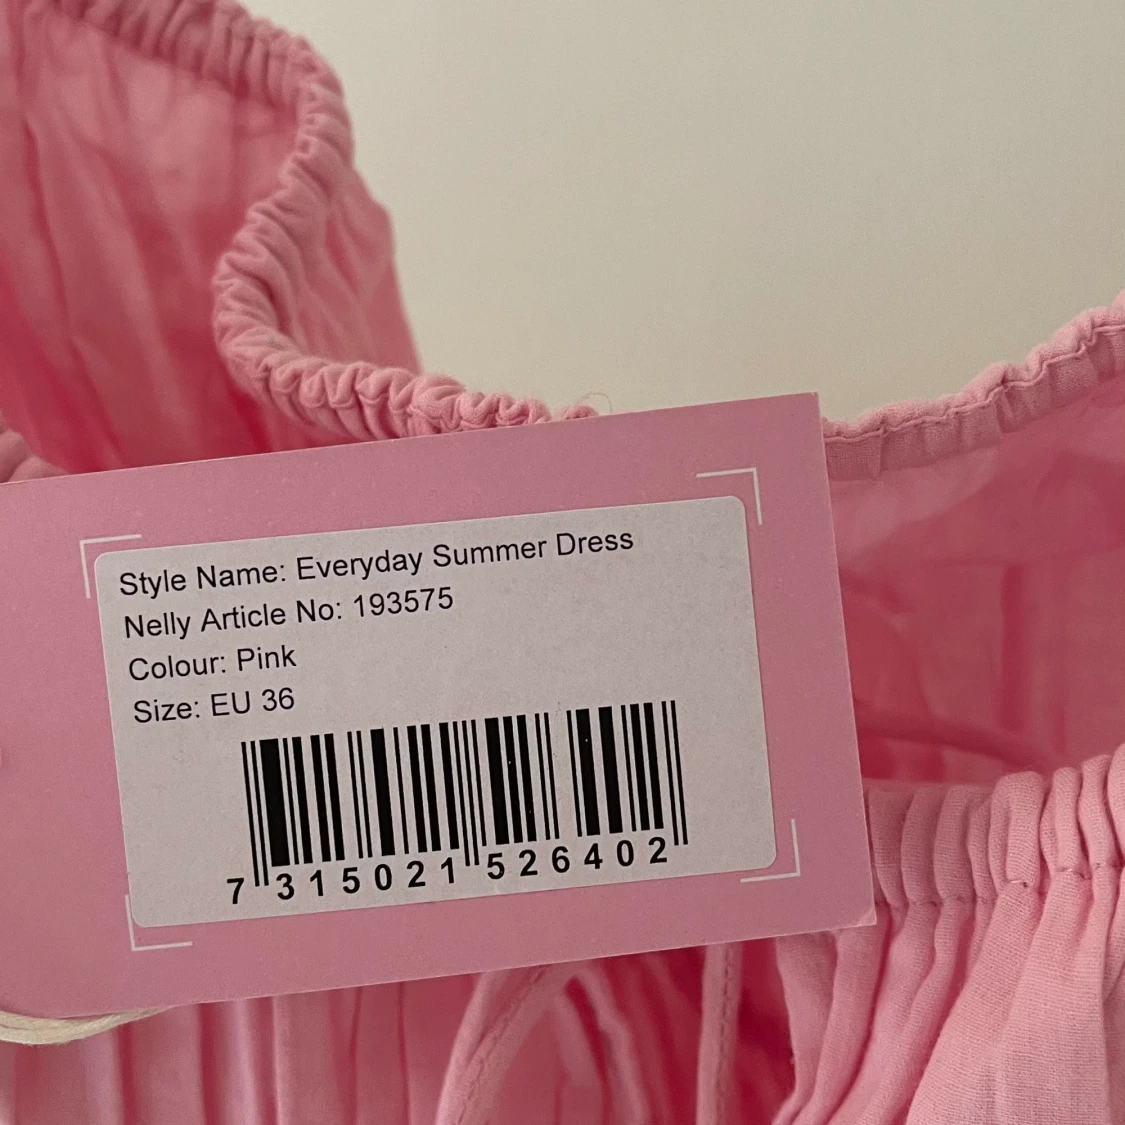 Style Name: Everyday Summer Dress
Nelly Article No: 193575
Colour: Pink
Size: EU 36
7 315021 526402